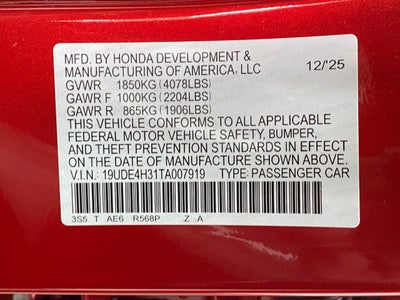 MFD. BY HONDA DEVELOPMENT &
MANUFACTURING OF AMERICA, LLC 12/'25
GVWR 1850KG (4078LBS)
GAWR F 1000KG (2204LBS)
GAWR R 865KG (1906LBS)
THIS VEHICLE CONFORMS TO ALL APPLICABLE
FEDERAL MOTOR VEHICLE SAFETY, BUMPER,
AND THEFT PREVENTION STANDARDS IN EFFECT
ON THE DATE OF MANUFACTURE SHOWN ABOVE.
V.I.N.: 19UDE4H31TA007919 TYPE: PASSENGER CAR
3S5 T AE6 R568P .Z .A